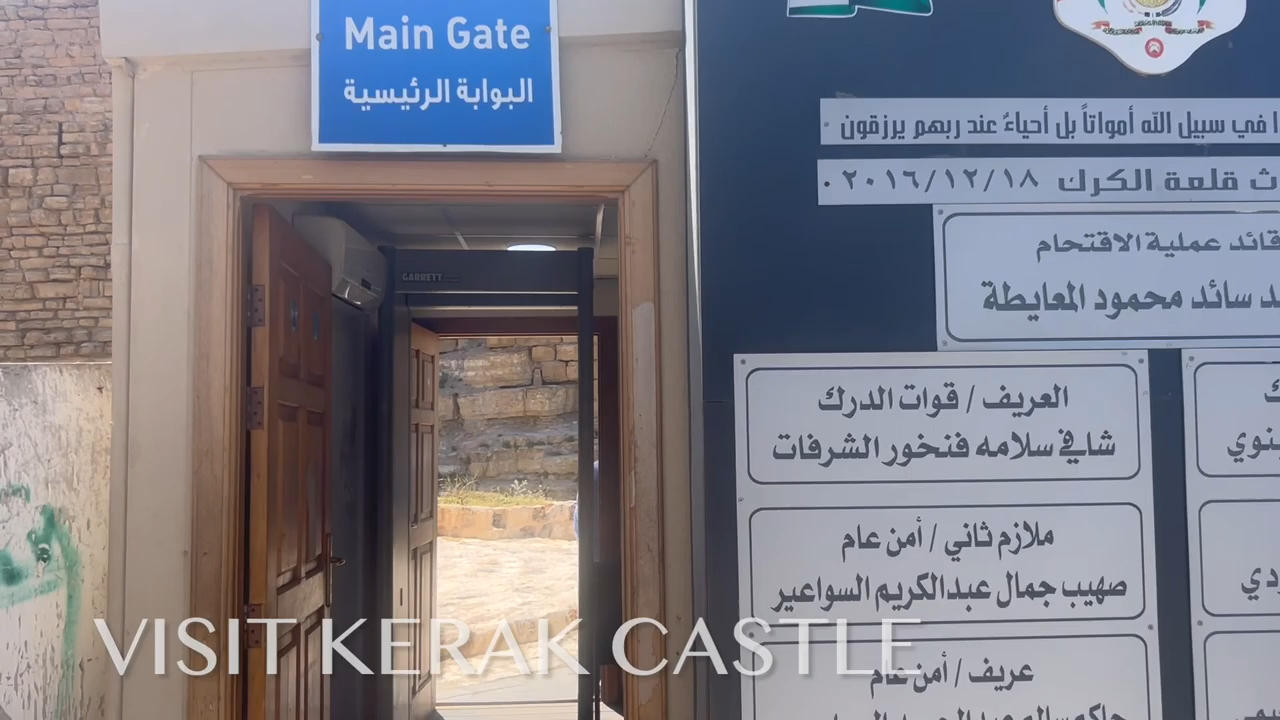 Main Gate
البوابة الرئيسية
في سبيل الله أمواتاً بل أحياءٌ عند ربهم يرزقون
قلعة الكرك ٢٠١٦/١٢/١٨
قائد عملية الاقتحام
سائد محمود المعايطة
GARRETT
العريف / قوات الدرك
شافي سلامه فنخور الشرفات
ملازم ثاني / أمن عام
صهيب جمال عبدالكريم السواعير
عريف / أمن عام
VISIT KERAK CASTLE